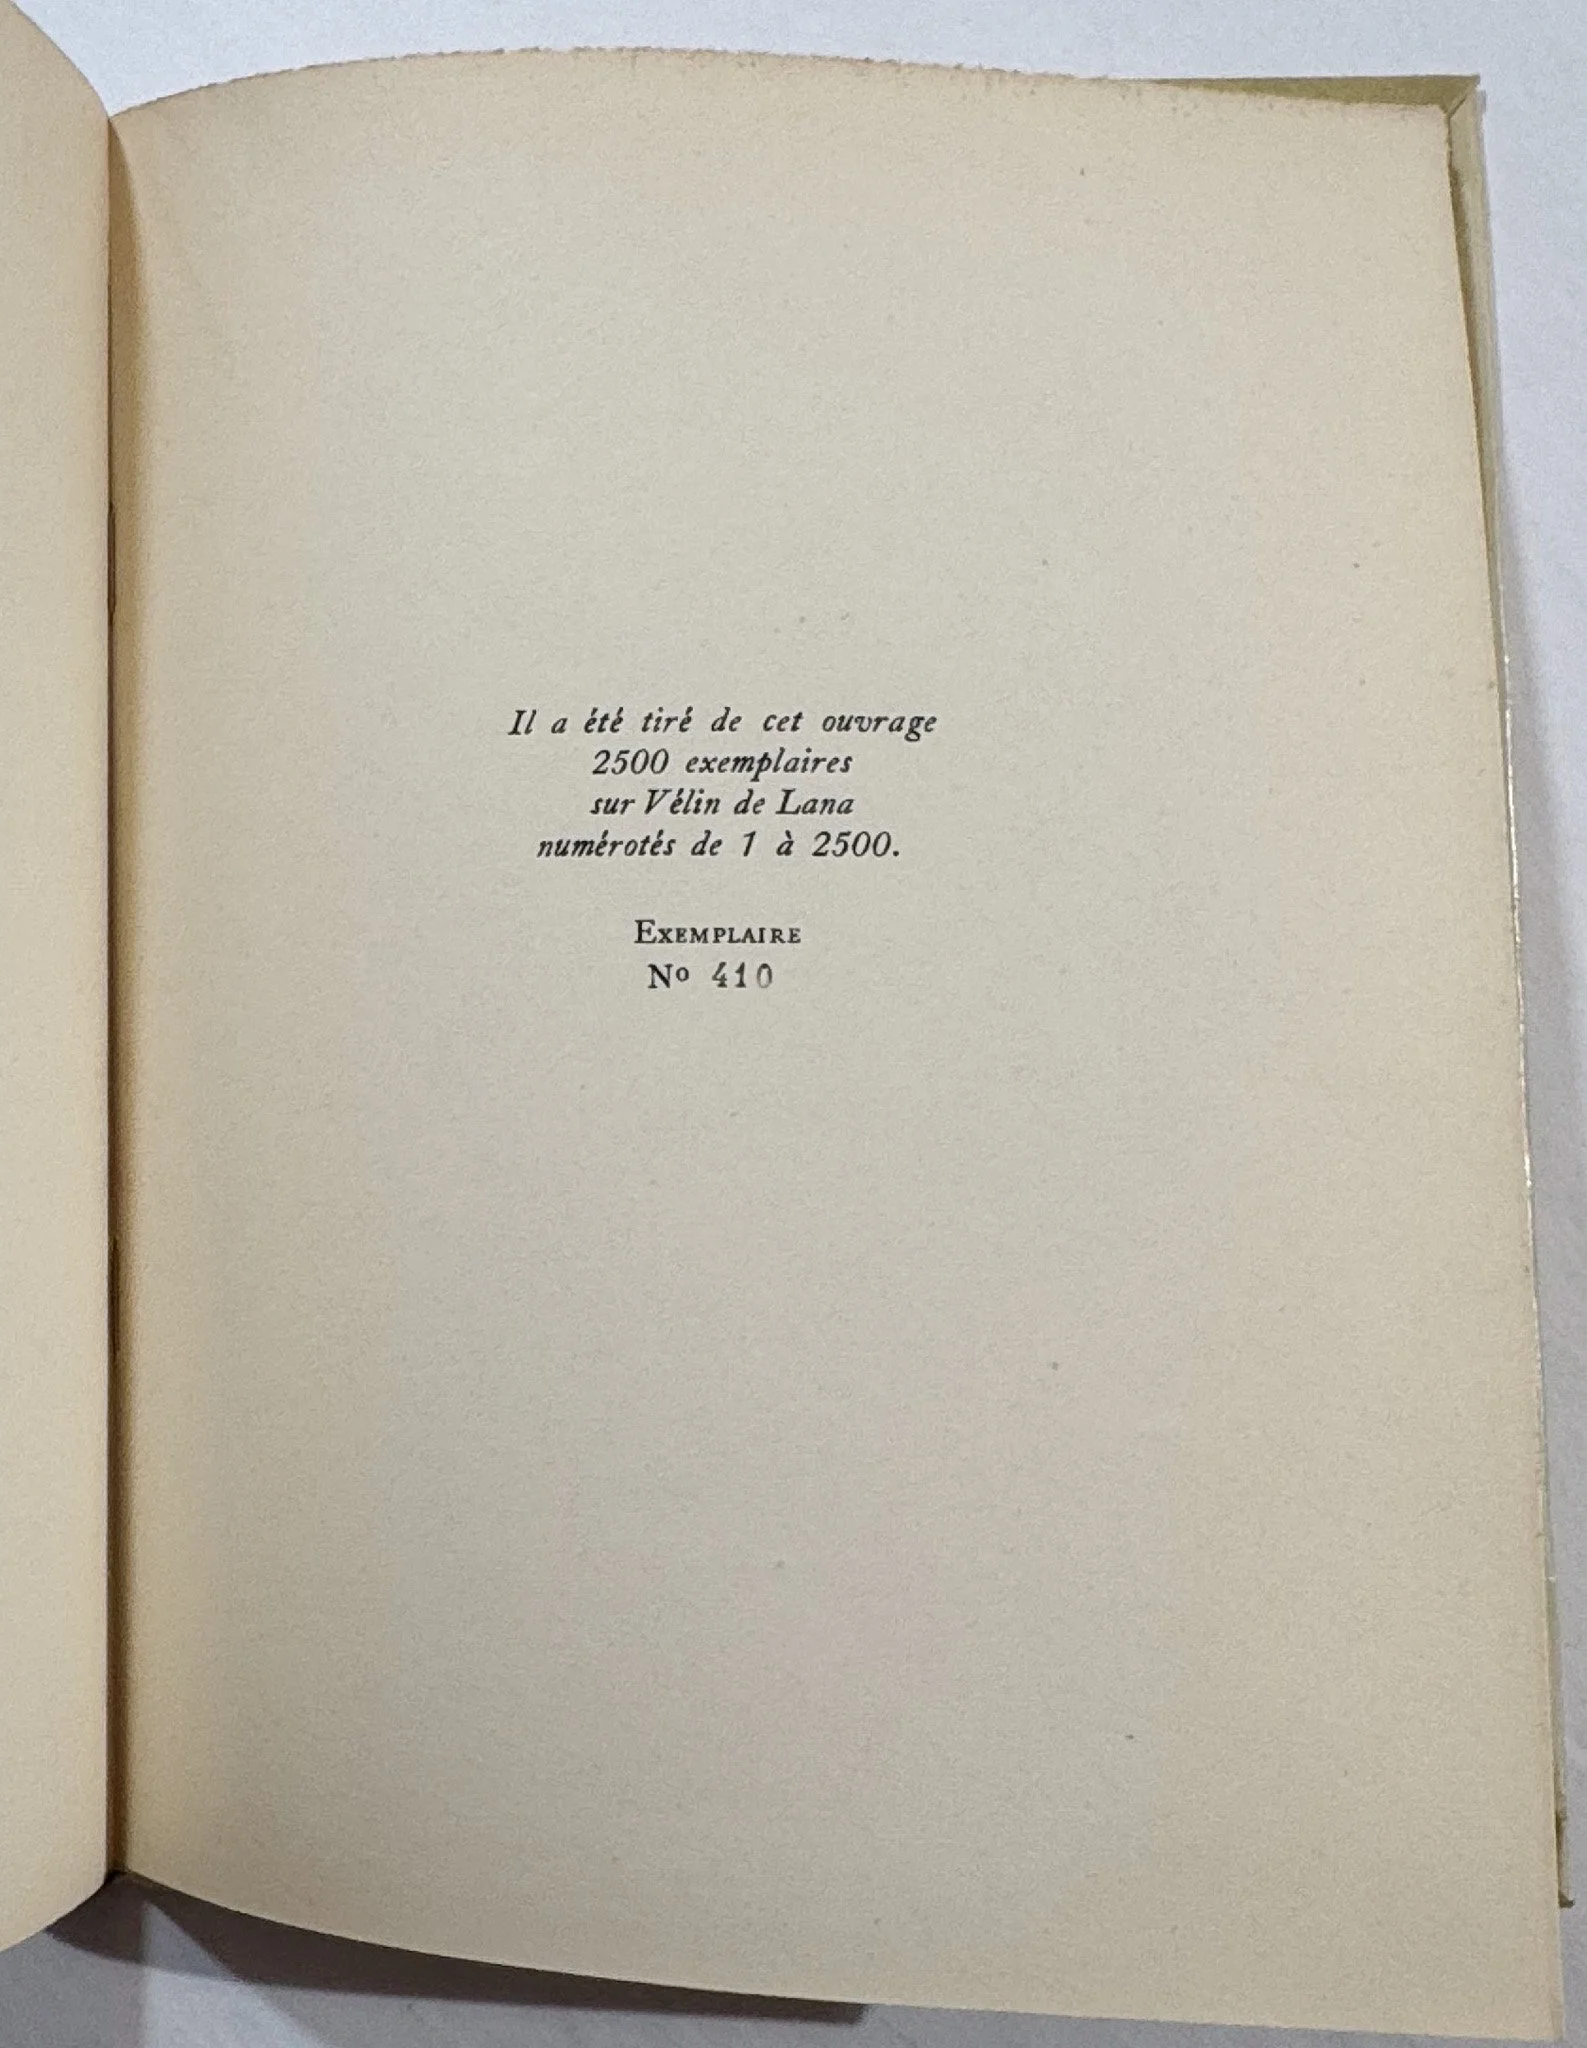 Il a été tiré de cet ouvrage
2500 exemplaires
sur Vélin de Lana
numérotés de 1 à 2500.
Exemplaire
Nº 410